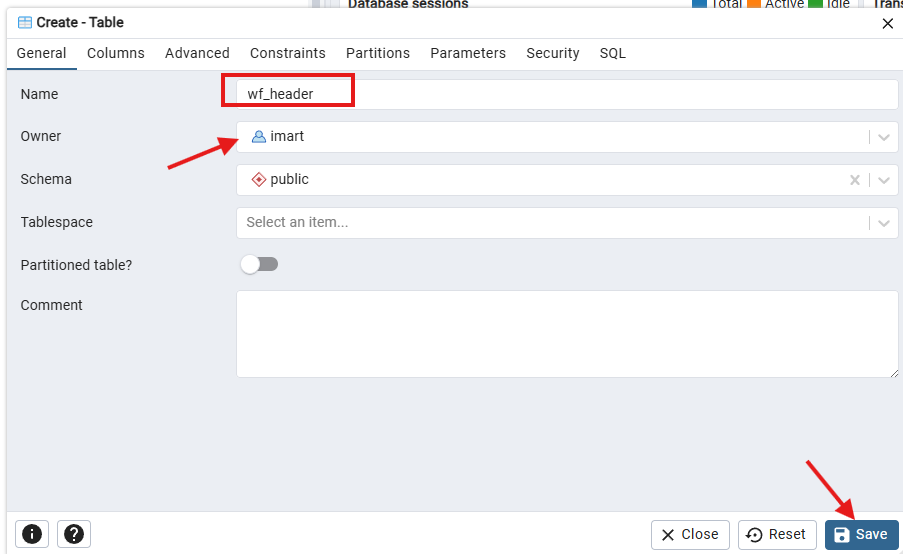 Database sessions Total Active Idle Trans
Create - Table
General Columns Advanced Constraints Partitions Parameters Security SQL
Name wf_header
Owner imart
Schema public
Tablespace Select an item...
Partitioned table?
Comment
Close Reset Save